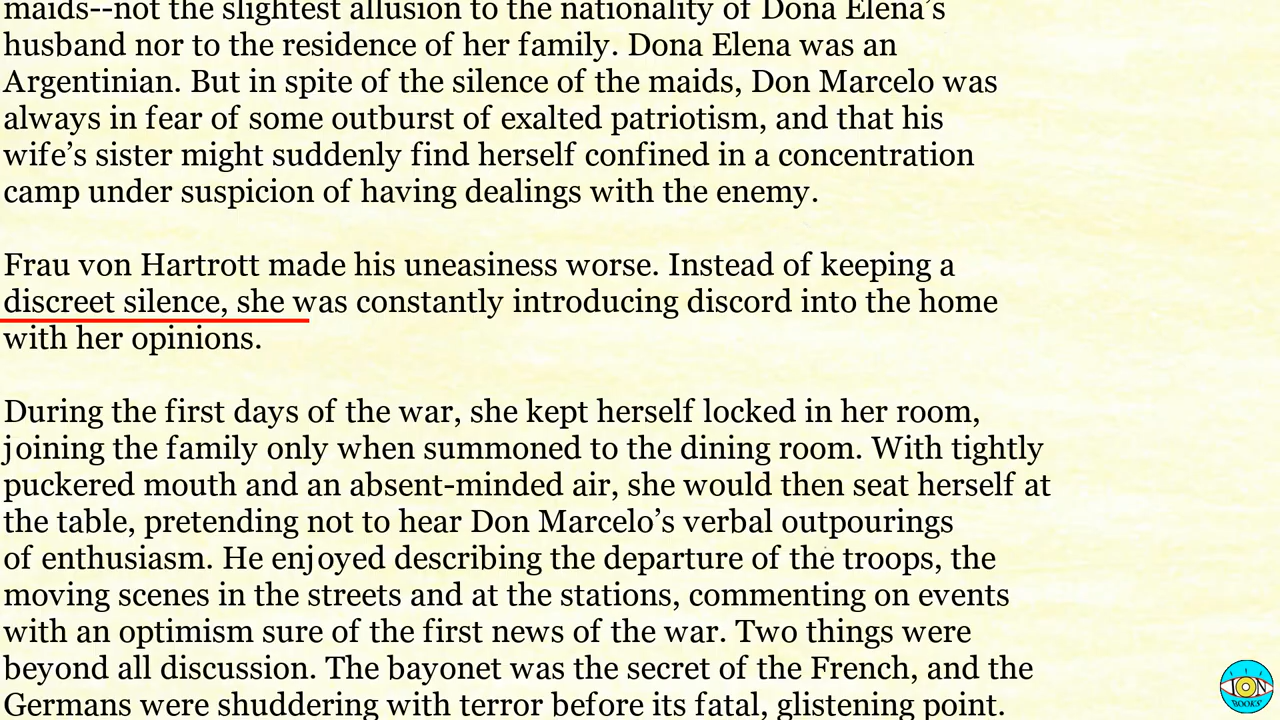 maids--not the slightest allusion to the nationality of Dona Elena’s
husband nor to the residence of her family. Dona Elena was an
Argentinian. But in spite of the silence of the maids, Don Marcelo was
always in fear of some outburst of exalted patriotism, and that his
wife’s sister might suddenly find herself confined in a concentration
camp under suspicion of having dealings with the enemy.
Frau von Hartrott made his uneasiness worse. Instead of keeping a
discreet silence, she was constantly introducing discord into the home
with her opinions.
During the first days of the war, she kept herself locked in her room,
joining the family only when summoned to the dining room. With tightly
puckered mouth and an absent-minded air, she would then seat herself at
the table, pretending not to hear Don Marcelo’s verbal outpourings
of enthusiasm. He enjoyed describing the departure of the troops, the
moving scenes in the streets and at the stations, commenting on events
with an optimism sure of the first news of the war. Two things were
beyond all discussion. The bayonet was the secret of the French, and the
Germans were shuddering with terror before its fatal, glistening point.
ION
BOOKS